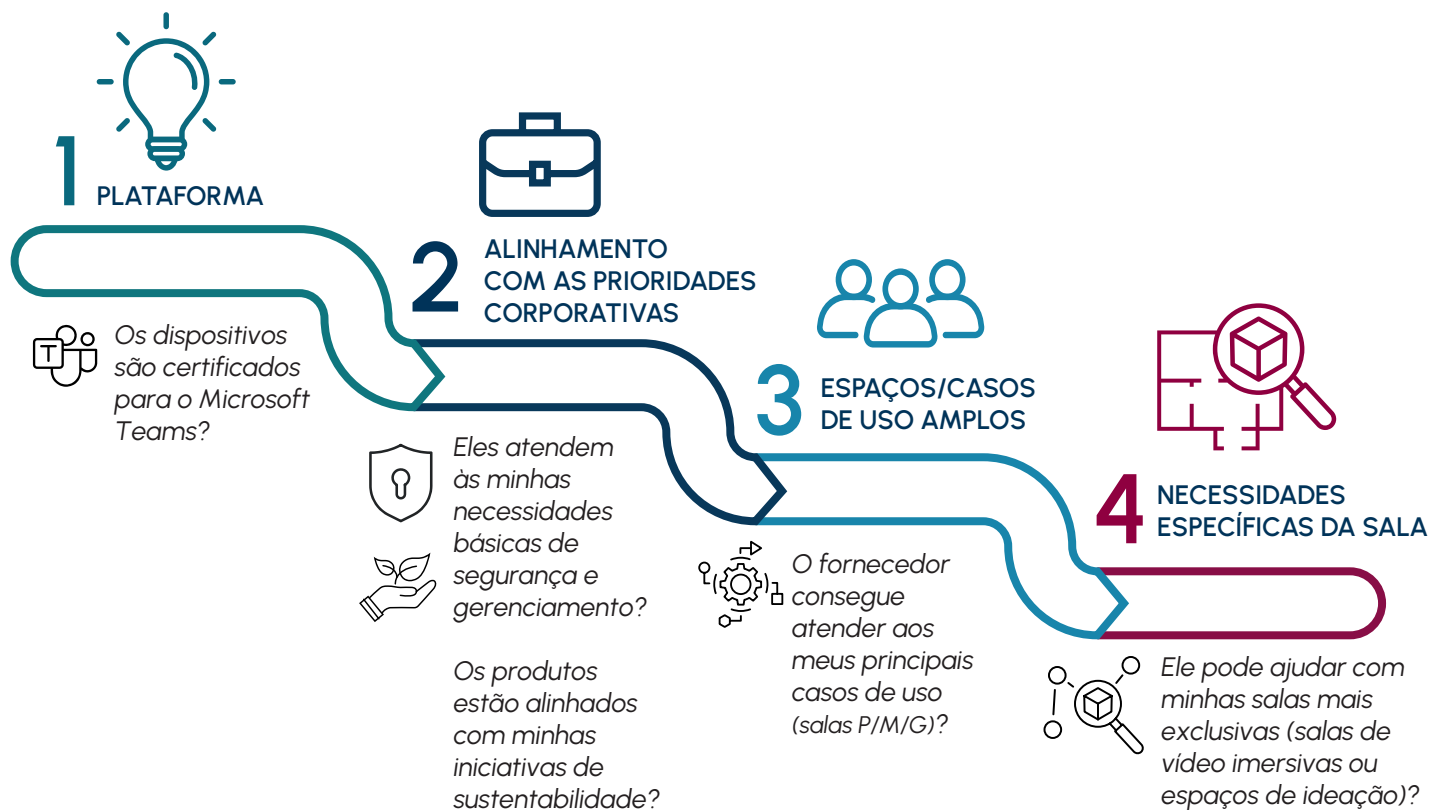 1 PLATAFORMA
T
Os dispositivos
são certificados
para o Microsoft
Teams?
2 ALINHAMENTO
COM AS PRIORIDADES
CORPORATIVAS
Eles atendem
às minhas
necessidades
básicas de
segurança e
gerenciamento?
Os produtos
estão alinhados
com minhas
iniciativas de
sustentabilidade?
3 ESPAÇOS/CASOS
DE USO AMPLOS
O fornecedor
consegue
atender aos
meus principais
casos de uso
(salas P/M/G)?
4 NECESSIDADES
ESPECÍFICAS DA SALA
Ele pode ajudar com
minhas salas mais
exclusivas (salas de
vídeo imersivas ou
espaços de ideação)?